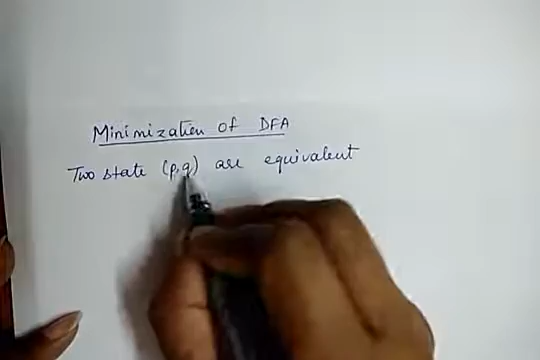 Minimization of DFA
Two state (p,q) are equivalent